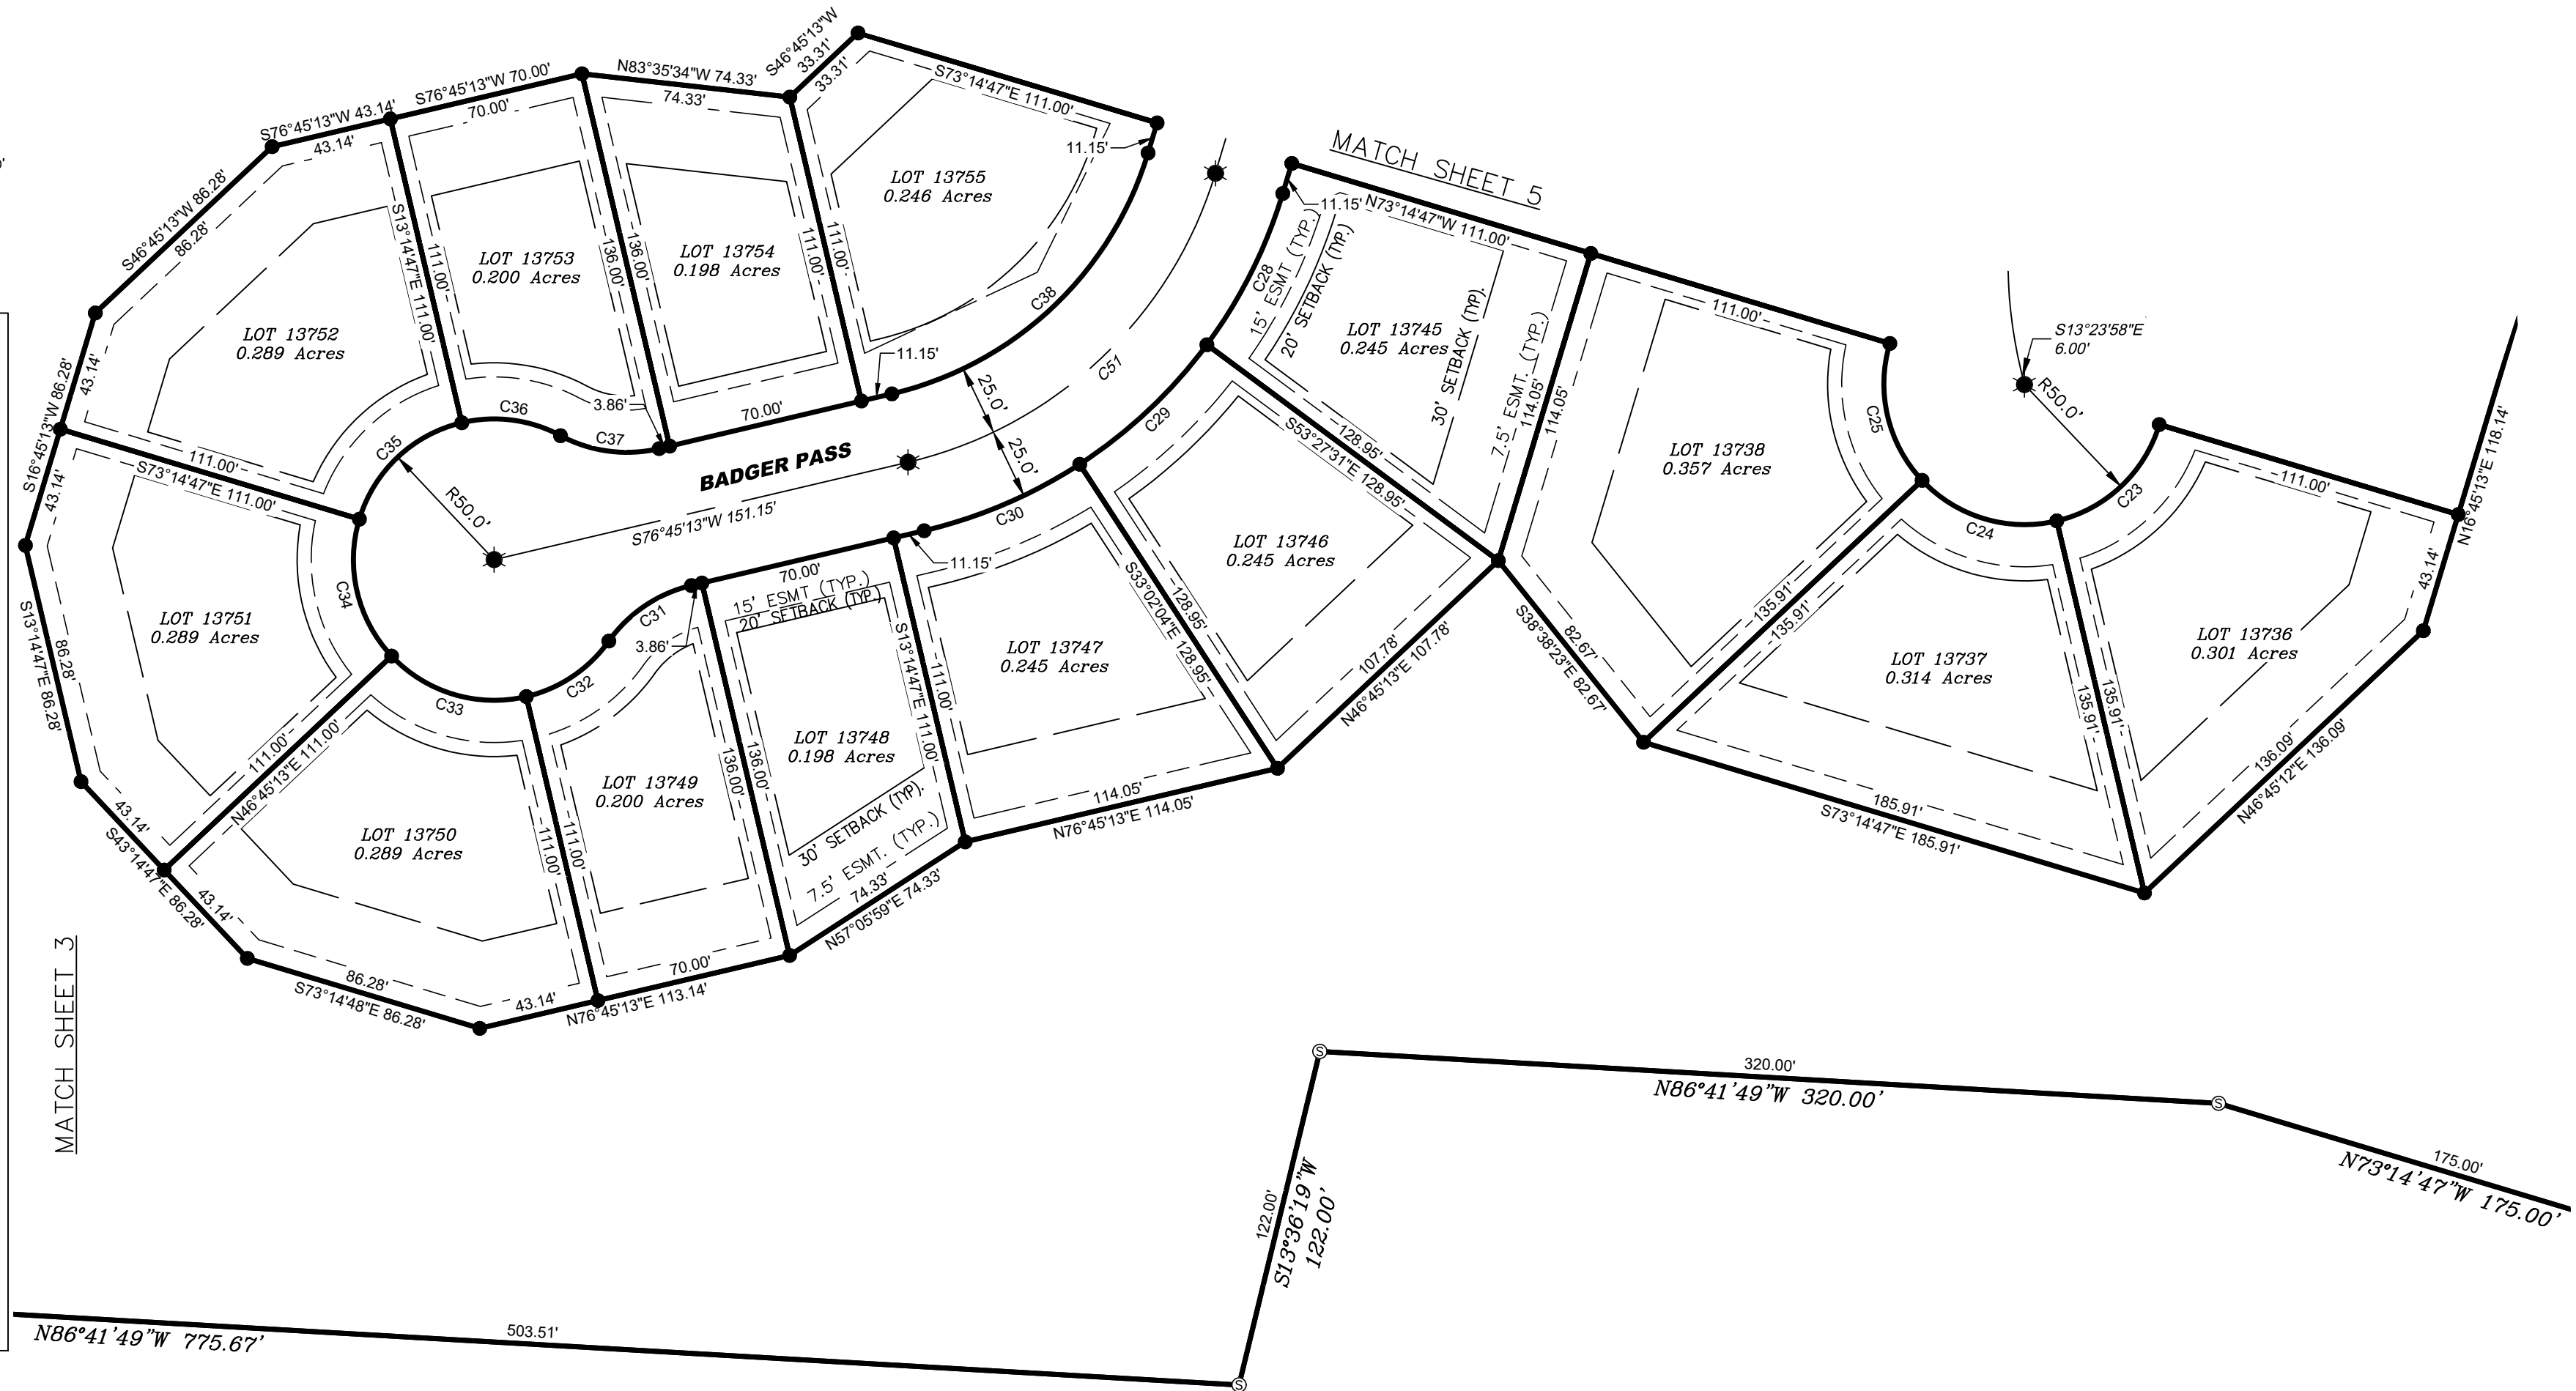 S46°45'13"W
33.31'
33.31'
N83°35'34"W 74.33'
74.33'
S76°45'13"W 70.00'
70.00'
S76°45'13"W 43.14'
43.14'
S73°14'47"E 111.00'
11.15'
MATCH SHEET 5
11.15'
N73°14'47"W 111.00'
LOT 13755
0.246 Acres
S46°45'13"W 86.28'
86.28'
S13°14'47"E 111.00'
111.00'
LOT 13753
0.200 Acres
136.00'
136.00'
LOT 13754
0.198 Acres
111.00'
111.00'
C38
C28
15' ESMT (TYP.)
20' SETBACK (TYP.)
LOT 13745
0.245 Acres
30' SETBACK (TYP).
7.5' ESMT. (TYP.)
114.05'
114.05'
111.00'
S13°23'58"E
6.00'
R50.0'
LOT 13752
0.289 Acres
43.14'
S16°45'13"W 86.28'
43.14'
C35
C36
C37
3.86'
70.00'
11.15'
25.0'
25.0'
C51
C29
128.95'
S53°27'31"E 128.95'
LOT 13738
0.357 Acres
C25
C24
C23
111.00'
N16°45'13"E 118.14'
43.14'
111.00'
S73°14'47"E 111.00'
R50.0'
BADGER PASS
S76°45'13"W 151.15'
C30
11.15'
LOT 13746
0.245 Acres
LOT 13751
0.289 Acres
S13°14'47"E 86.28'
86.28'
C34
C33
C32
C31
3.86'
70.00'
15' ESMT (TYP.)
20' SETBACK (TYP.)
S13°14'47"E 111.00'
111.00'
LOT 13747
0.245 Acres
128.95'
S33°02'04"E 128.95'
107.78'
N46°45'13"E 107.78'
82.67'
S38°38'23"E 82.67'
135.91'
135.91'
LOT 13737
0.314 Acres
135.91'
135.91'
LOT 13736
0.301 Acres
136.09'
N46°45'12"E 136.09'
111.00'
N46°45'13"E 111.00'
43.14'
S43°14'47"E 86.28'
43.14'
LOT 13750
0.289 Acres
111.00'
111.00'
LOT 13749
0.200 Acres
136.00'
136.00'
LOT 13748
0.198 Acres
30' SETBACK (TYP).
7.5' ESMT. (TYP.)
74.33'
N57°05'59"E 74.33'
114.05'
N76°45'13"E 114.05'
185.91'
S73°14'47"E 185.91'
86.28'
S73°14'48"E 86.28'
43.14'
70.00'
N76°45'13"E 113.14'
MATCH SHEET 3
320.00'
N86°41'49"W 320.00'
175.00'
N73°14'47"W 175.00'
122.00'
S13°36'19"W
122.00'
503.51'
N86°41'49"W 775.67'
S
S
S